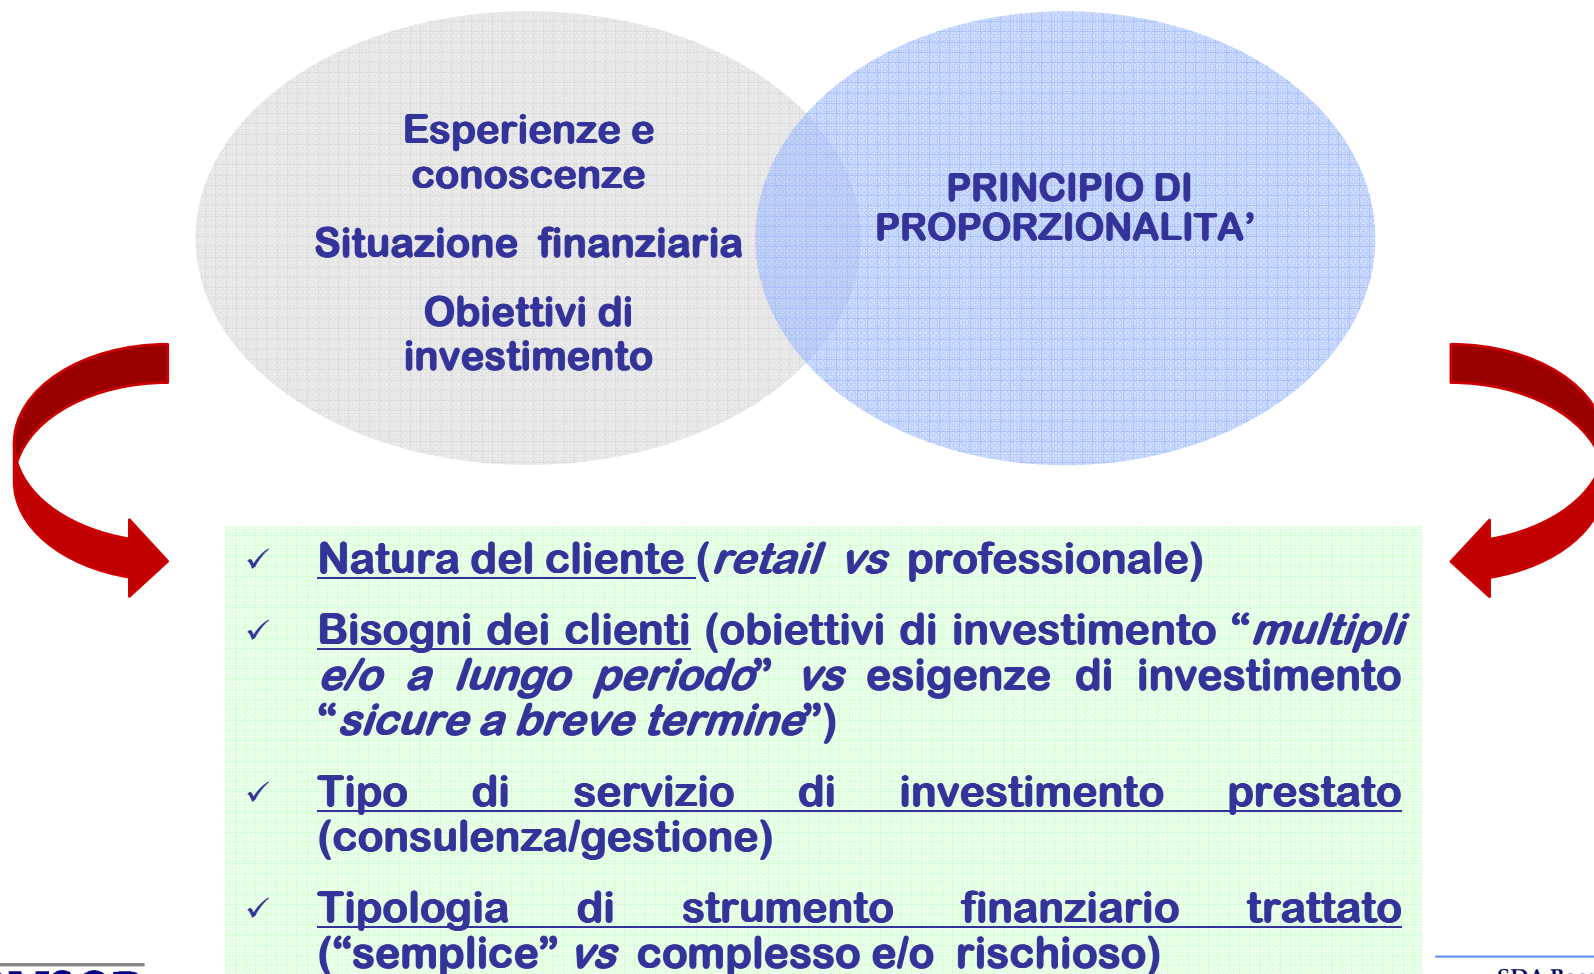 Esperienze e
conoscenze
Situazione finanziaria
Obiettivi di
investimento
PRINCIPIO DI
PROPORZIONALITA’
✓ Natura del cliente (retail vs professionale)
✓ Bisogni dei clienti (obiettivi di investimento “multipli
e/o a lungo periodo” vs esigenze di investimento
“sicure a breve termine”)
✓ Tipo di servizio di investimento prestato
(consulenza/gestione)
✓ Tipologia di strumento finanziario trattato
(“semplice” vs complesso e/o rischioso)
SDA